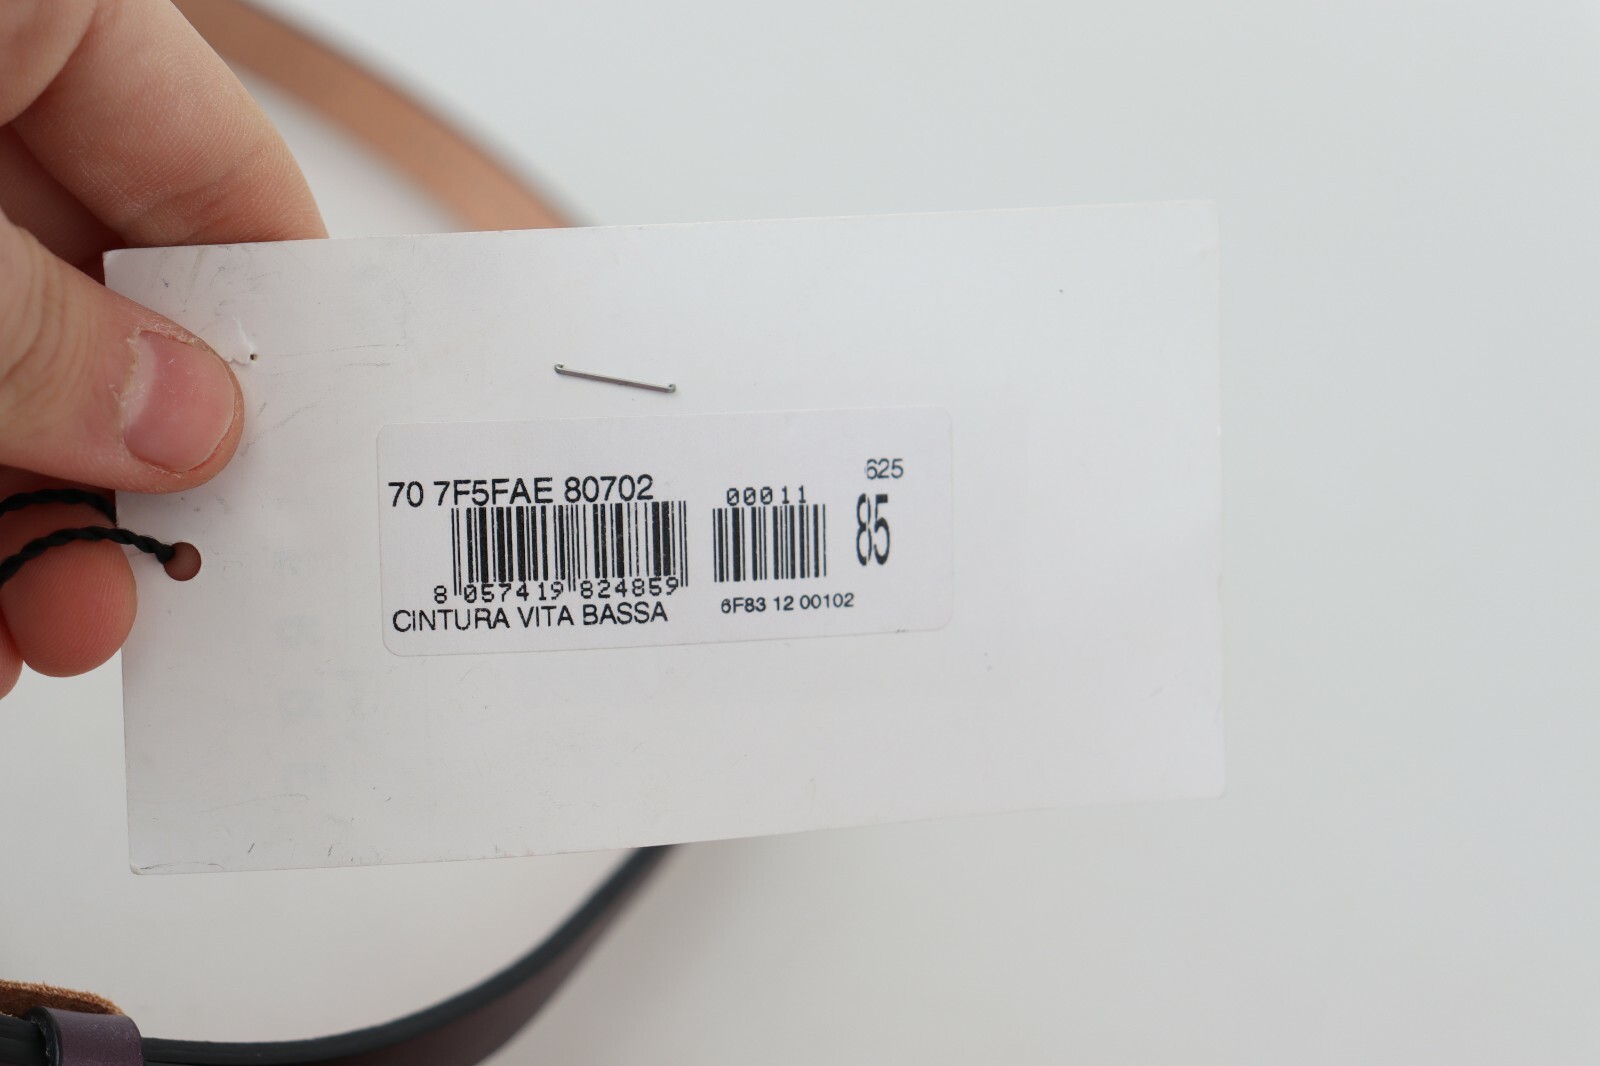 70 7F5FAE 80702
8 057419 824859
CINTURA VITA BASSA
00011
6F83 12 00102
625
85